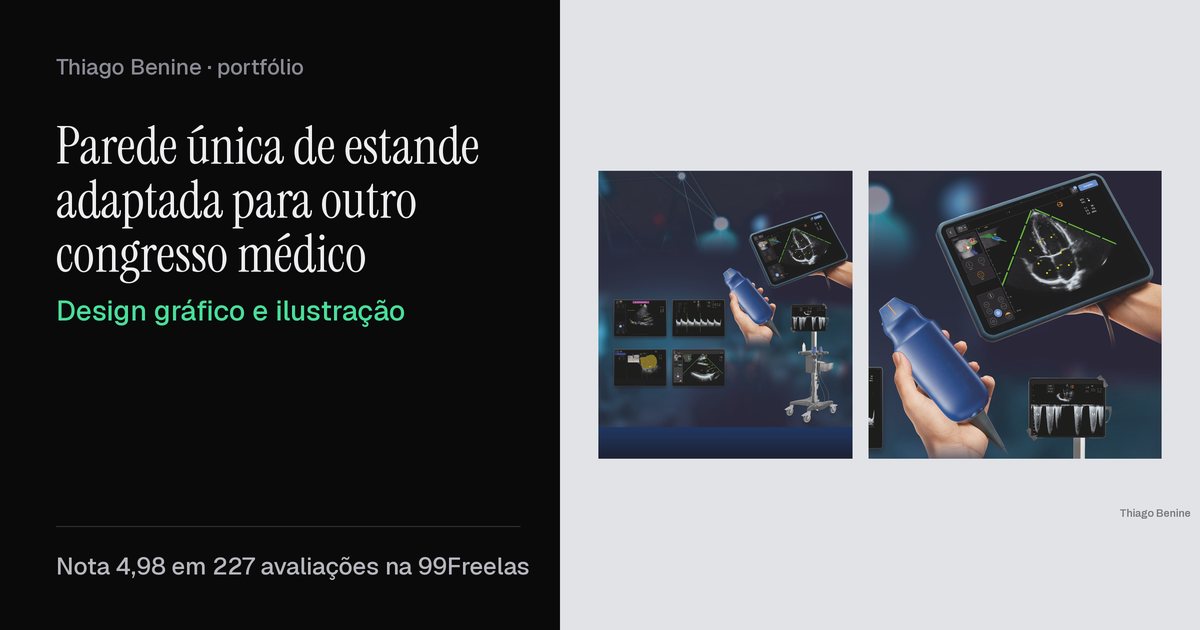 Thiago Benine · portfólio
Parede única de estande
adaptada para outro
congresso médico
Design gráfico e ilustração
Nota 4,98 em 227 avaliações na 99Freelas
Thiago Benine